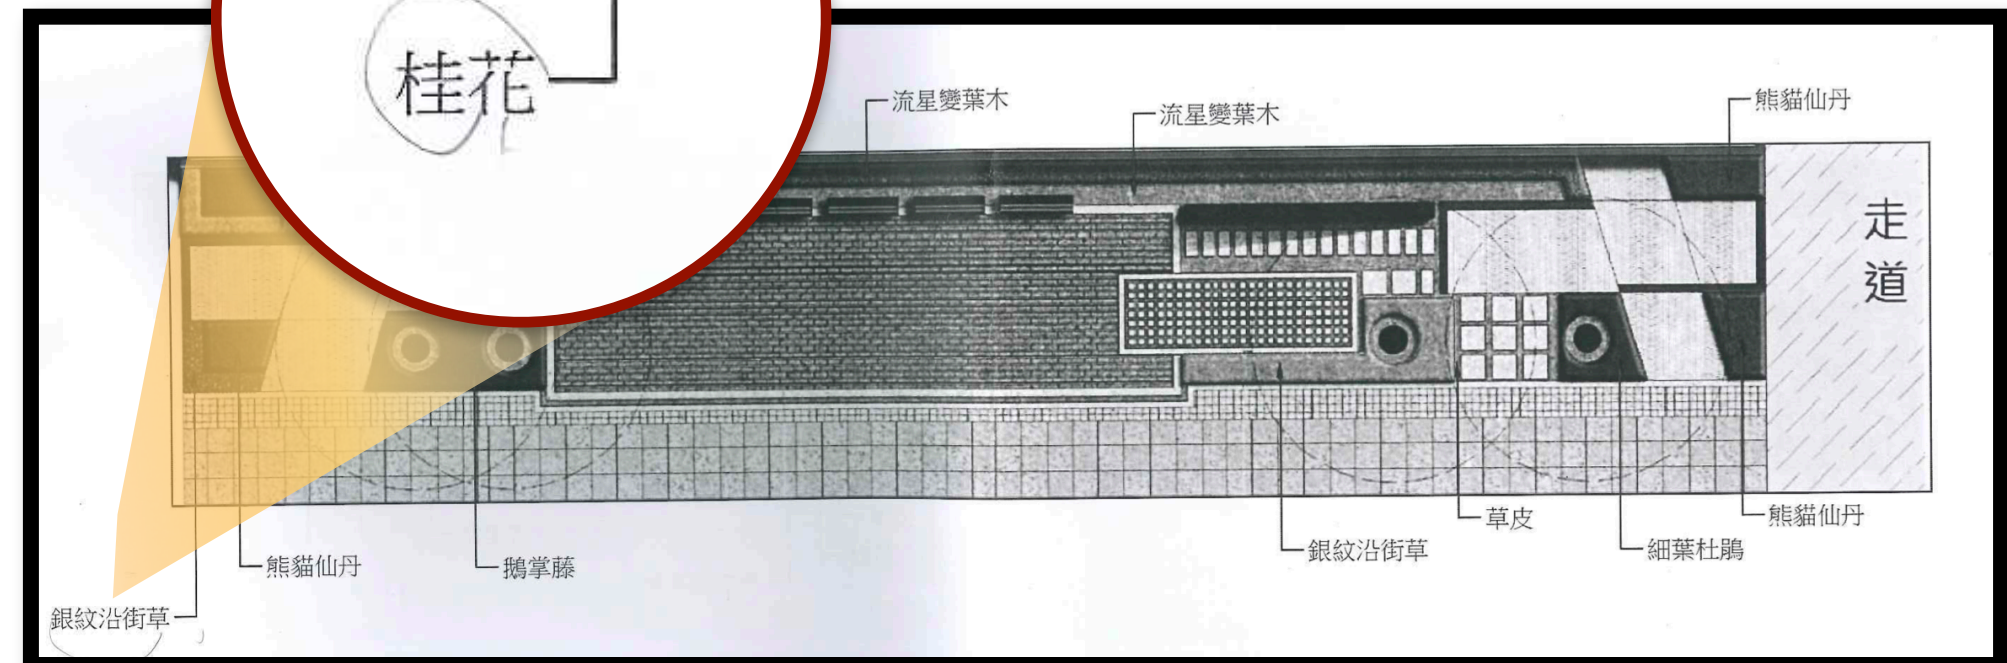 桂花
流星變葉木
流星變葉木
熊貓仙丹
走道
熊貓仙丹
鵝掌藤
銀紋沿街草
銀紋沿街草
草皮
細葉杜鵑
熊貓仙丹